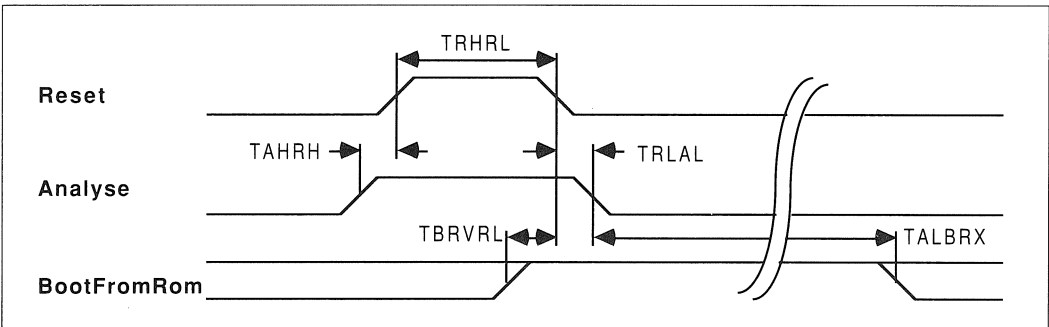 TRHRL
Reset
TAHRH
TRLAL
Analyse
TBRVRL
TALBRX
BootFromRom